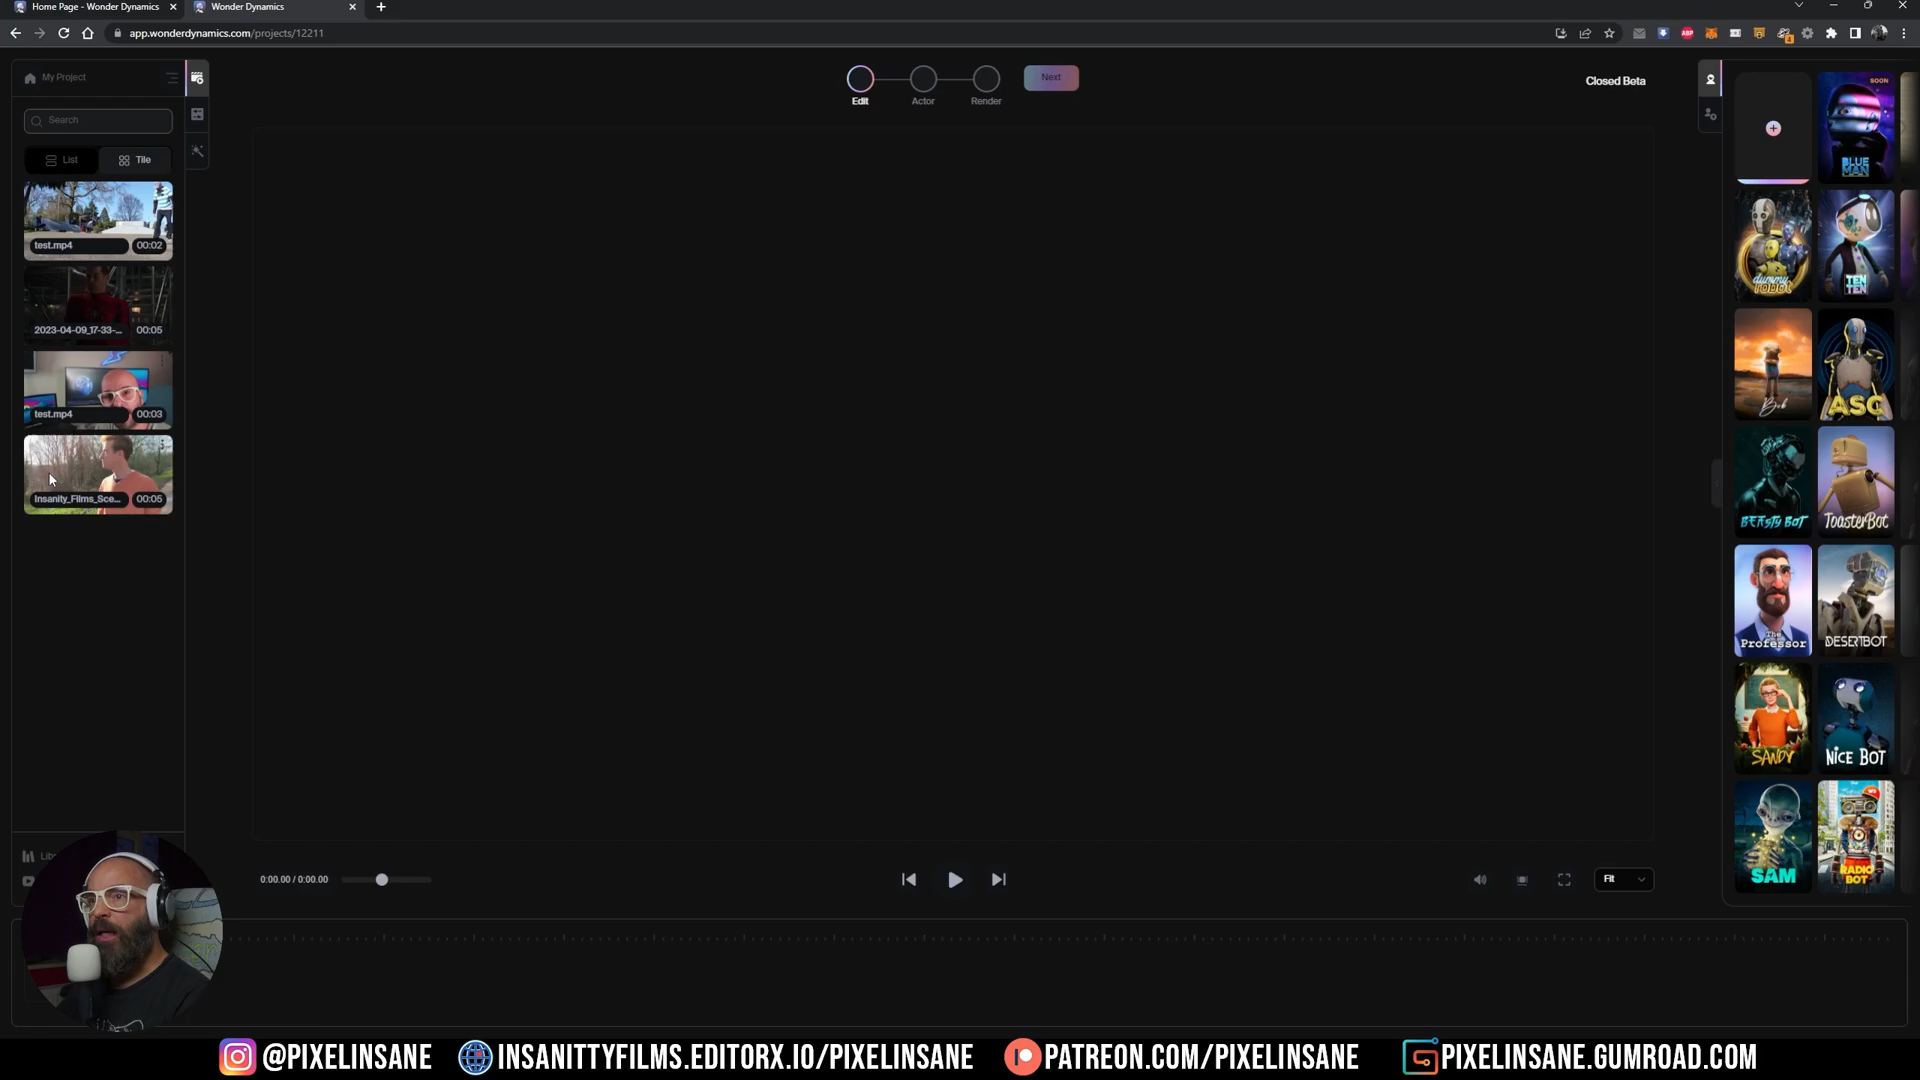 Home Page - Wonder Dynamics
Wonder Dynamics
app.wonderdynamics.com/projects/12211
My Project
Search
List
Tile
test.mp4
00:02
2023-04-09_17-33-...
00:05
test.mp4
00:03
Insanity_Films_Sce...
00:05
Edit
Actor
Render
Next
Closed Beta
SOON
BLUE
MAN
dummy
ROBOT
TEN
TEN
Bob
ASC
BEASTY BOT
ToasterBot
The
Professor
DESERTBOT
SANDY
NICE BOT
SAM
RADIO
BOT
0:00.00 / 0:00.00
Fit
@PIXELINSANE
INSANITTYFILMS.EDITORX.IO/PIXELINSANE
PATREON.COM/PIXELINSANE
PIXELINSANE.GUMROAD.COM